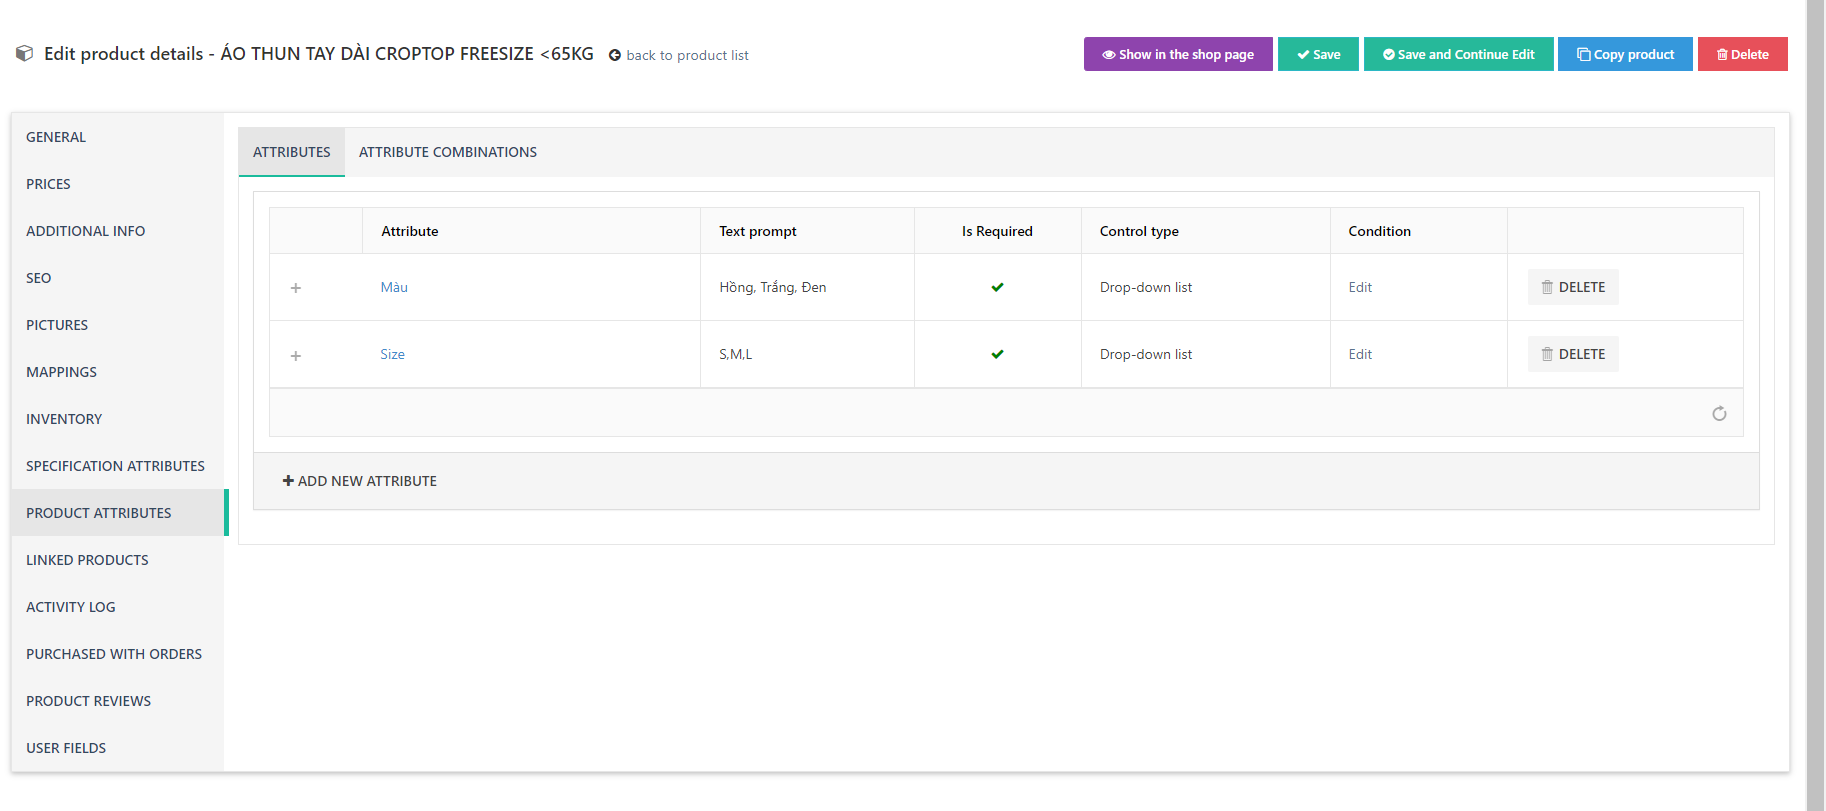 Edit product details - ÁO THUN TAY DÀI CROPTOP FREESIZE <65KG back to product list
Show in the shop page Save Save and Continue Edit Copy product Delete
GENERAL
PRICES
ADDITIONAL INFO
SEO
PICTURES
MAPPINGS
INVENTORY
SPECIFICATION ATTRIBUTES
PRODUCT ATTRIBUTES
LINKED PRODUCTS
ACTIVITY LOG
PURCHASED WITH ORDERS
PRODUCT REVIEWS
USER FIELDS
ATTRIBUTES ATTRIBUTE COMBINATIONS
Attribute Text prompt Is Required Control type Condition
Màu Hồng, Trắng, Đen Drop-down list Edit DELETE
Size S,M,L Drop-down list Edit DELETE
ADD NEW ATTRIBUTE